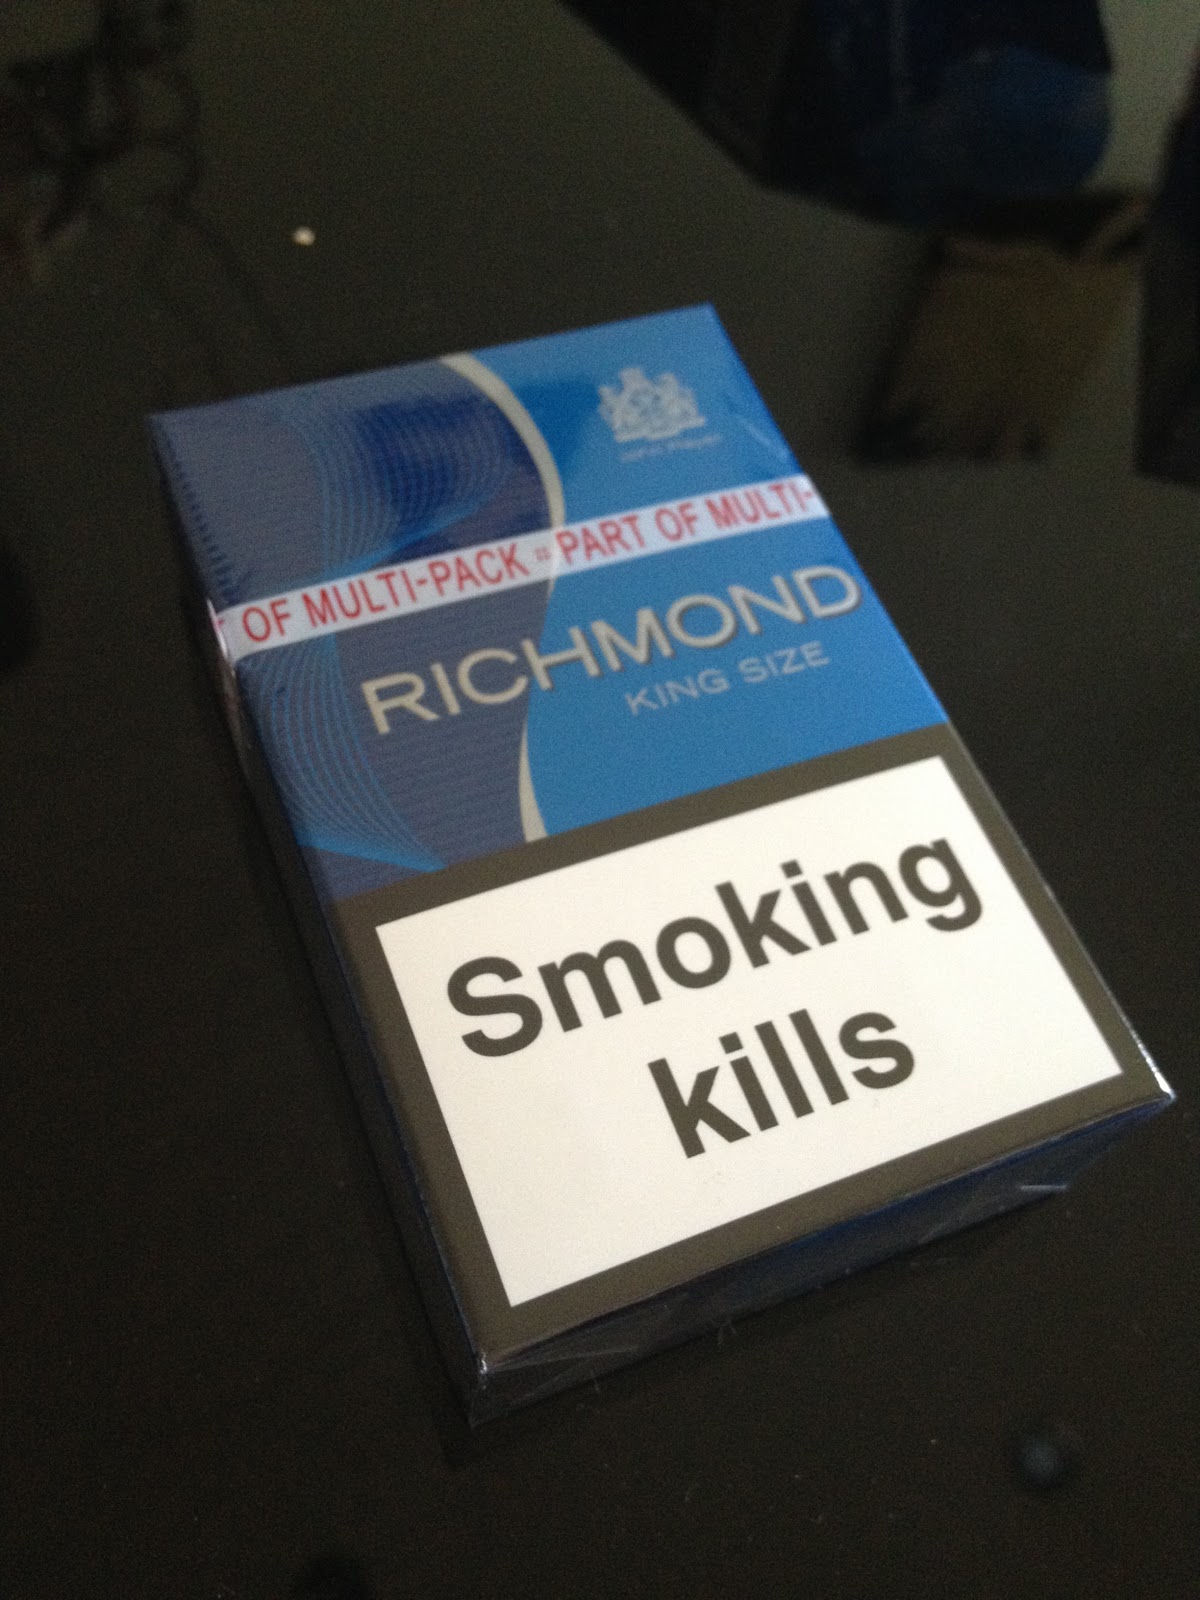 OF MULTI-PACK = PART OF MULTI-
RICHMOND
KING SIZE
Smoking
kills